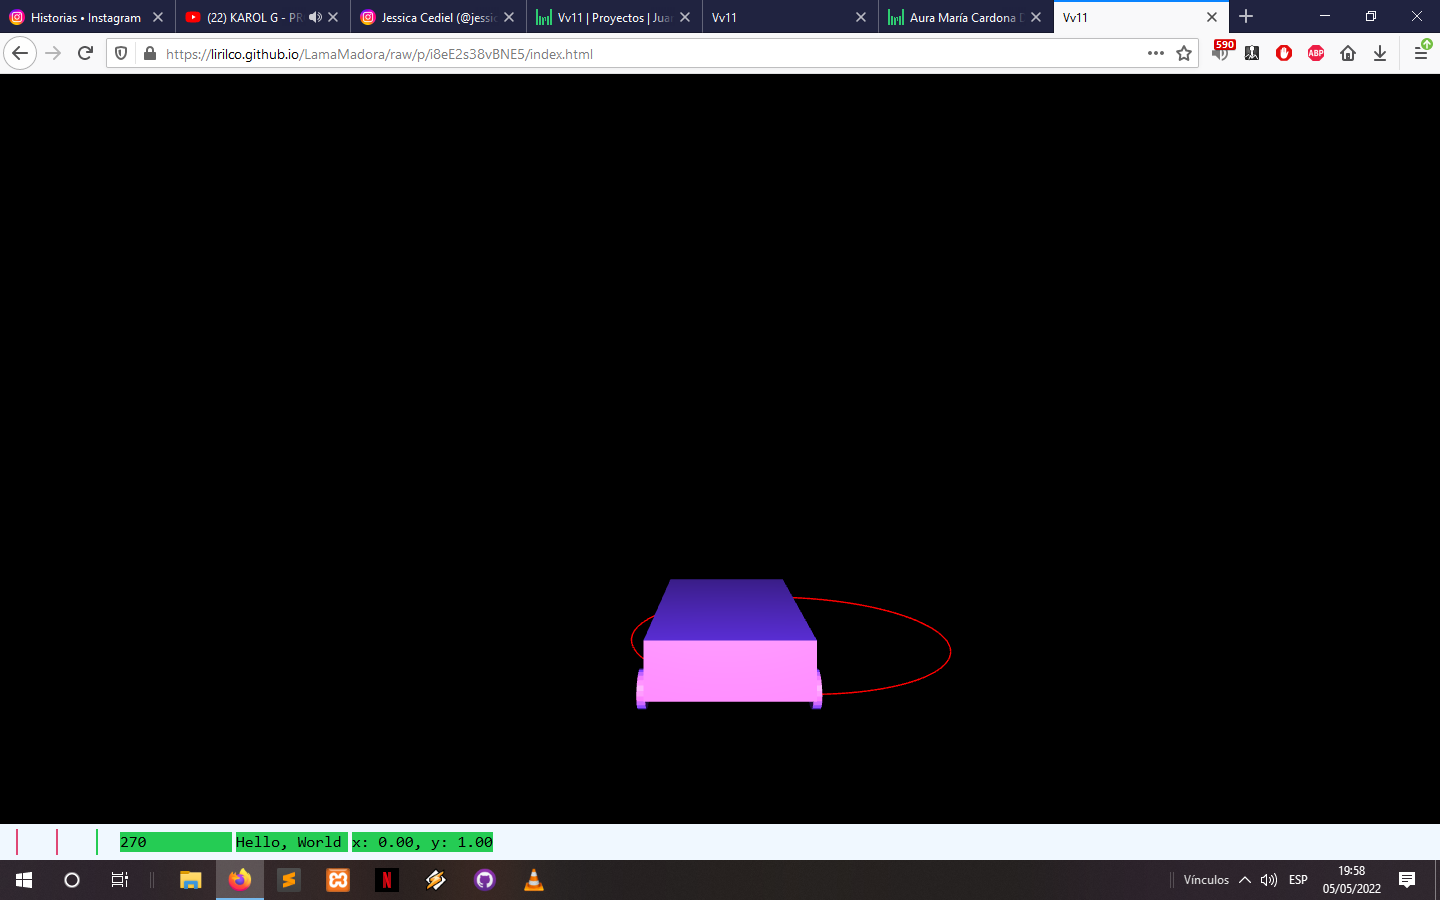 Historias • Instagram
(22) KAROL G - PR
Jessica Cediel (@jessic
Vv11 | Proyectos | Jua
Vv11
Aura María Cardona D
Vv11
https://lirilco.github.io/LamaMadora/raw/p/i8eE2s38vBNE5/index.html
590
ABP
270
Hello, World
x: 0.00, y: 1.00
N
Vínculos
ESP
19:58
05/05/2022